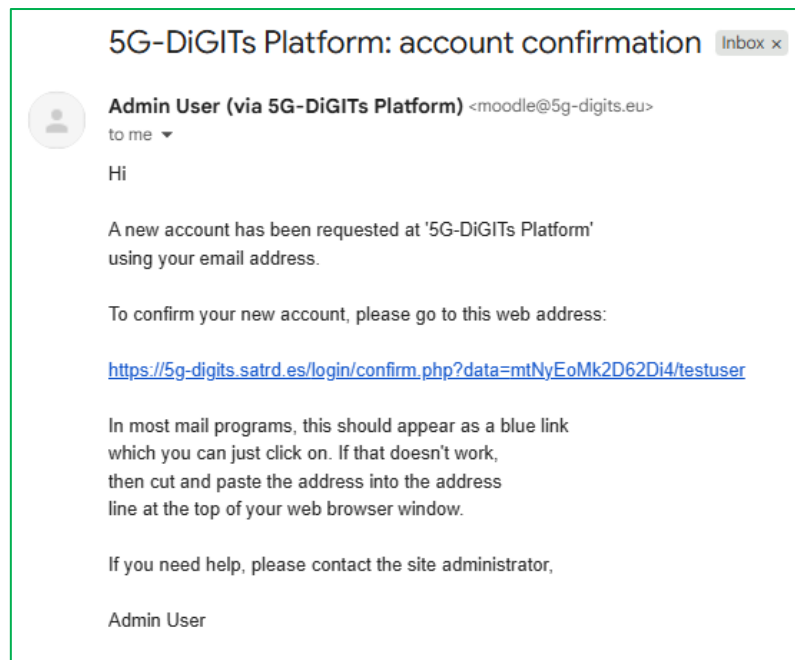 5G-DiGITs Platform: account confirmation Inbox x
Admin User (via 5G-DiGITs Platform) <moodle@5g-digits.eu>
to me
Hi
A new account has been requested at '5G-DiGITs Platform'
using your email address.
To confirm your new account, please go to this web address:
https://5g-digits.satrd.es/login/confirm.php?data=mtNyEoMk2D62Di4/testuser
In most mail programs, this should appear as a blue link
which you can just click on. If that doesn't work,
then cut and paste the address into the address
line at the top of your web browser window.
If you need help, please contact the site administrator,
Admin User